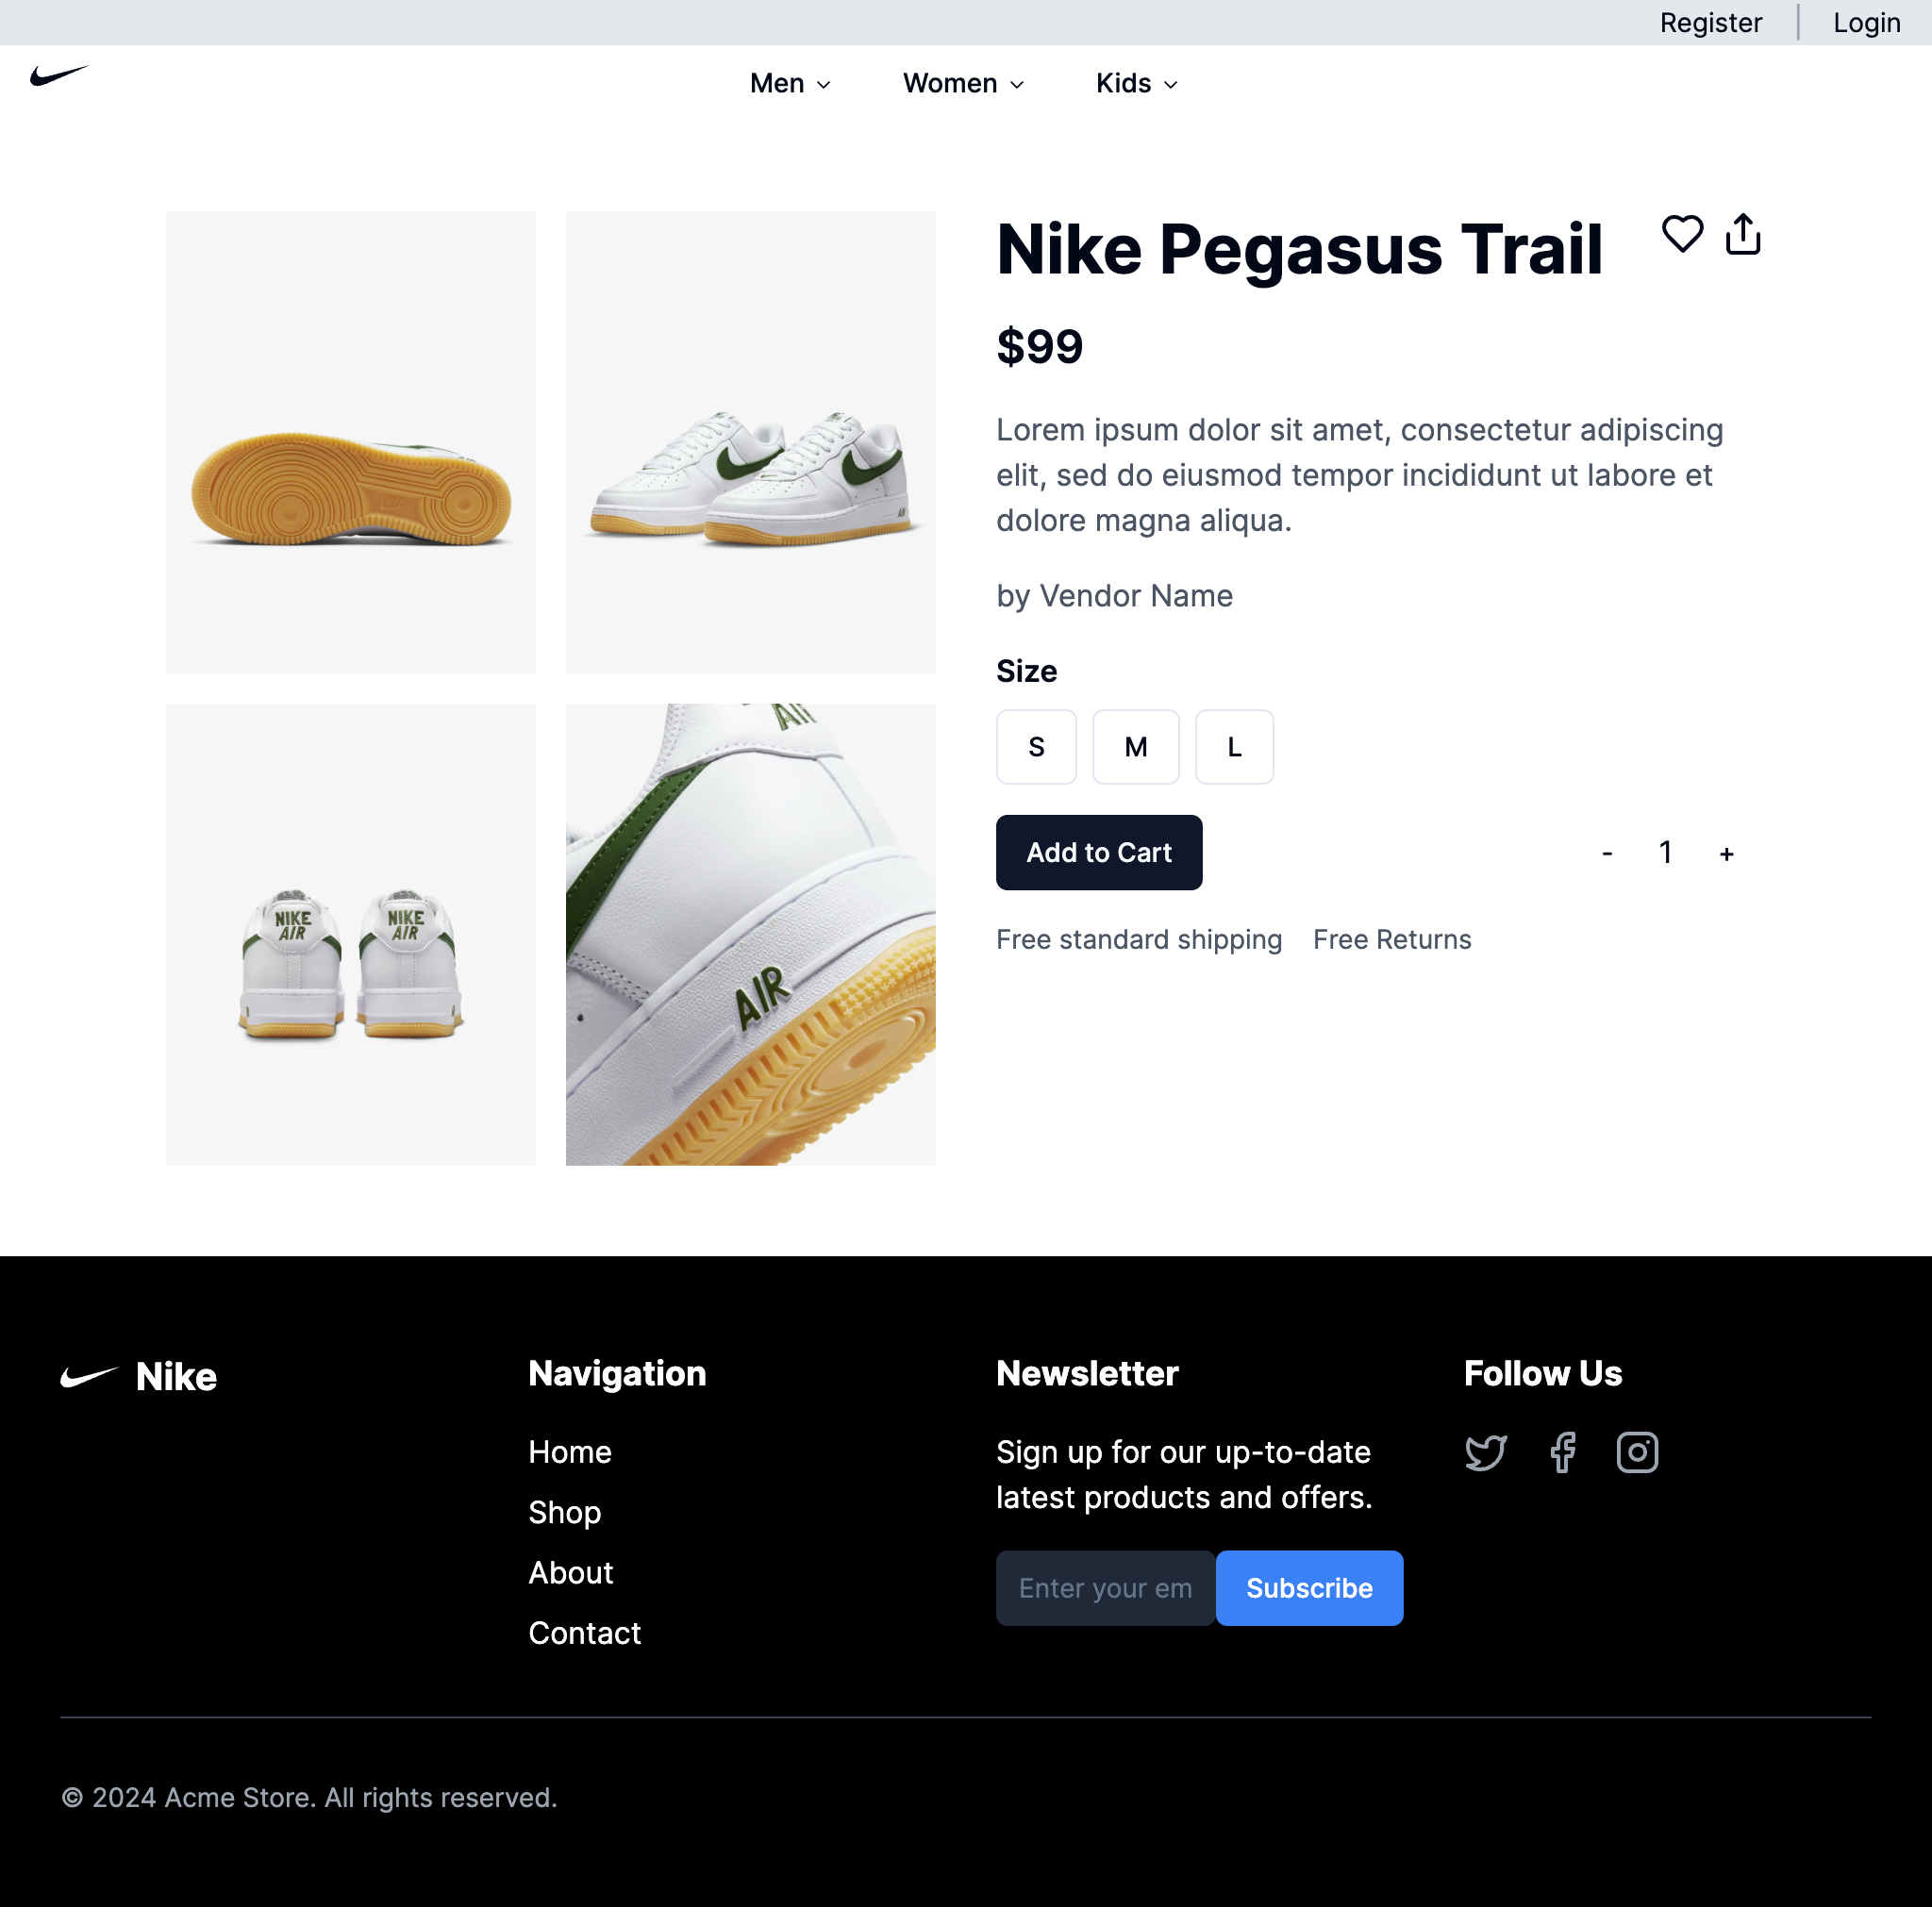 Register
Login
Men
Women
Kids
Nike Pegasus Trail
$99
Lorem ipsum dolor sit amet, consectetur adipiscing
elit, sed do eiusmod tempor incididunt ut labore et
dolore magna aliqua.
by Vendor Name
Size
S M L
Add to Cart
- 1 +
Free standard shipping Free Returns
AIR
NIKE
AIR
NIKE
AIR
AIR
AIR
Nike
Navigation
Home
Shop
About
Contact
Newsletter
Sign up for our up-to-date
latest products and offers.
Enter your em
Subscribe
Follow Us
© 2024 Acme Store. All rights reserved.